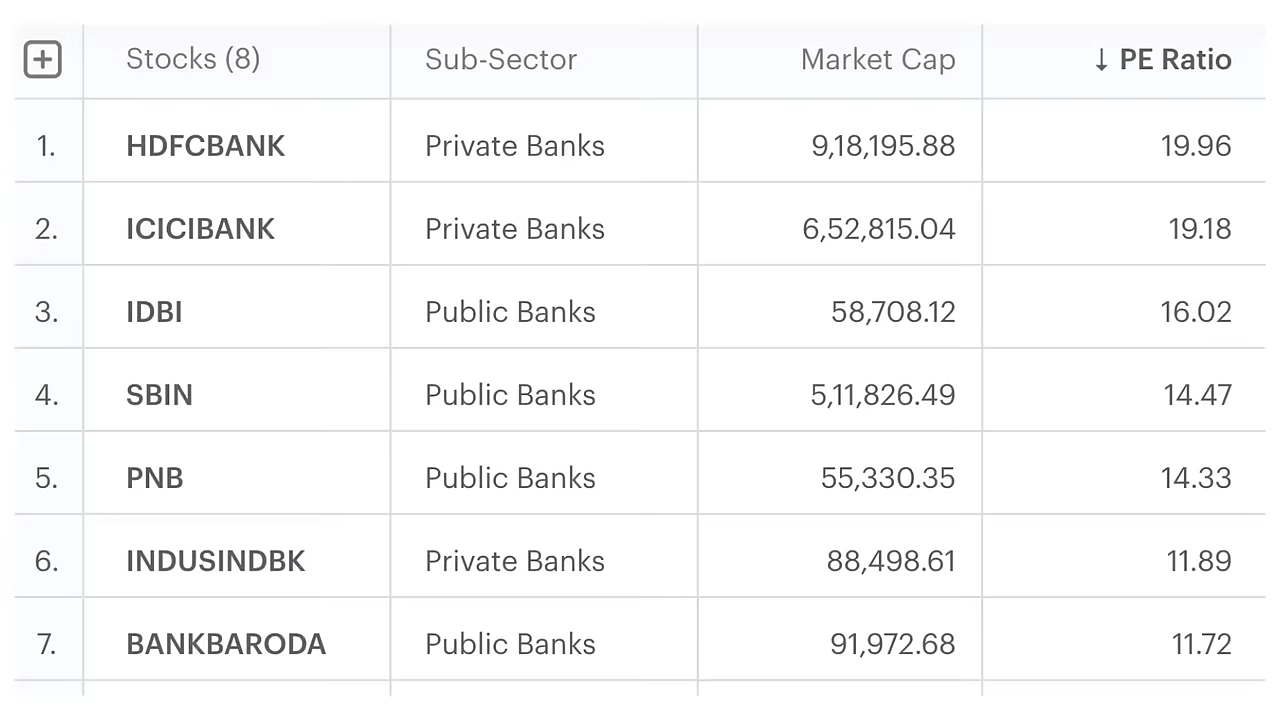 Stocks (8) Sub-Sector Market Cap ↓ PE Ratio
1. HDFCBANK Private Banks 9,18,195.88 19.96
2. ICICIBANK Private Banks 6,52,815.04 19.18
3. IDBI Public Banks 58,708.12 16.02
4. SBIN Public Banks 5,11,826.49 14.47
5. PNB Public Banks 55,330.35 14.33
6. INDUSINDBK Private Banks 88,498.61 11.89
7. BANKBARODA Public Banks 91,972.68 11.72